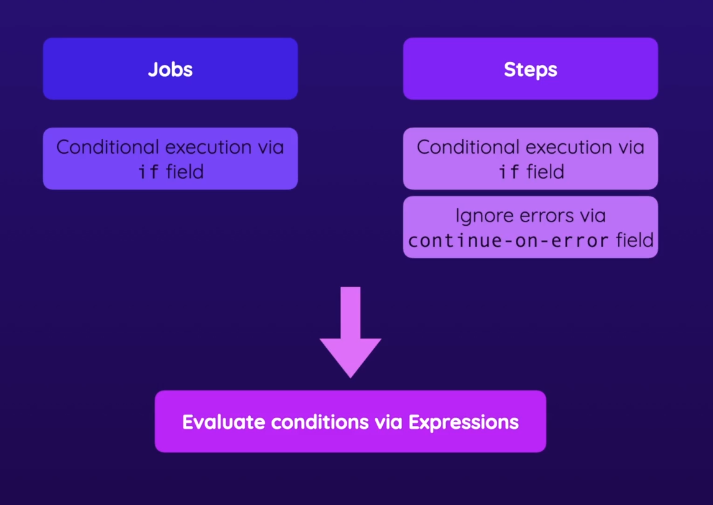 Jobs
Conditional execution via
if field
Steps
Conditional execution via
if field
Ignore errors via
continue-on-error field
Evaluate conditions via Expressions